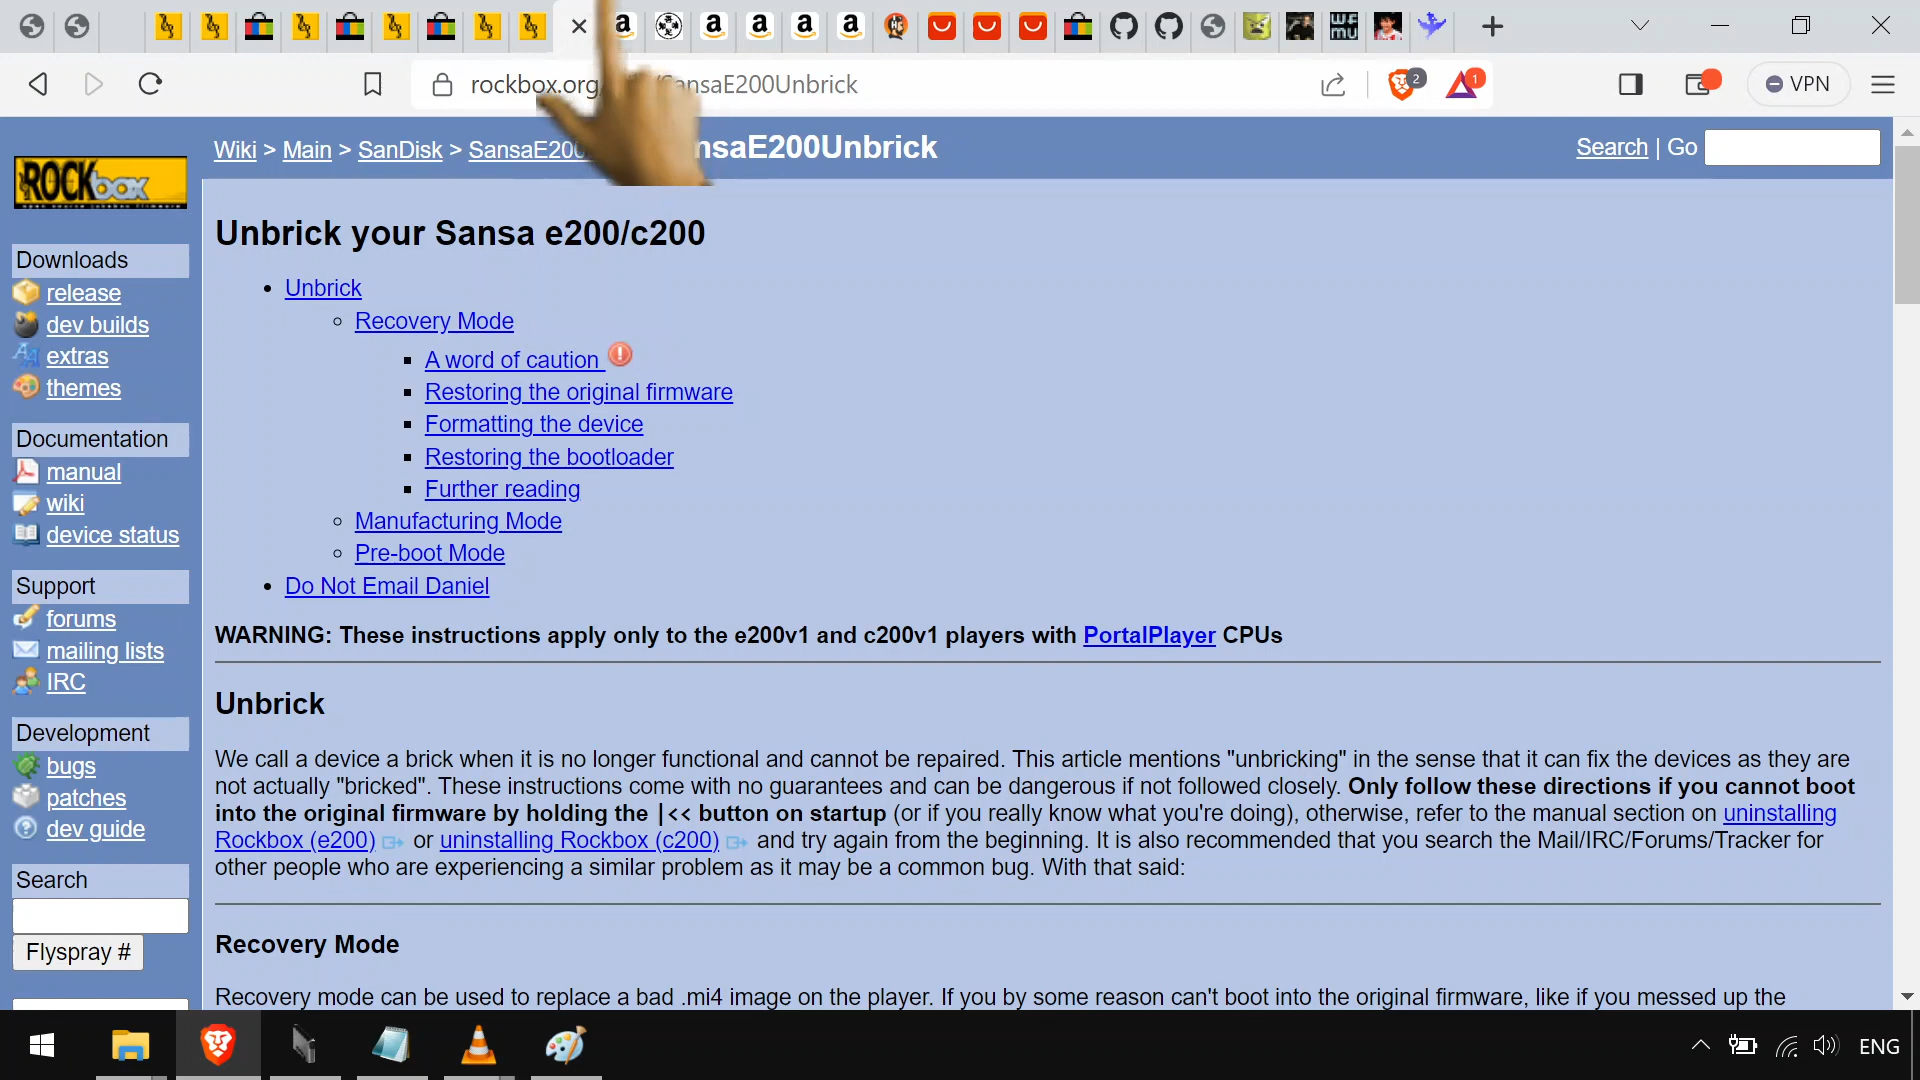 rockbox.org
SansaE200Unbrick
2
1
VPN
Wiki > Main > SanDisk > SansaE200
nsaE200Unbrick
Search | Go
ROCKbox
Unbrick your Sansa e200/c200
Downloads
release
dev builds
extras
themes
Documentation
manual
wiki
device status
Support
forums
mailing lists
IRC
Development
bugs
patches
dev guide
Search
Flyspray #
Unbrick
Recovery Mode
A word of caution
Restoring the original firmware
Formatting the device
Restoring the bootloader
Further reading
Manufacturing Mode
Pre-boot Mode
Do Not Email Daniel
WARNING: These instructions apply only to the e200v1 and c200v1 players with PortalPlayer CPUs
Unbrick
We call a device a brick when it is no longer functional and cannot be repaired. This article mentions "unbricking" in the sense that it can fix the devices as they are
not actually "bricked". These instructions come with no guarantees and can be dangerous if not followed closely. Only follow these directions if you cannot boot
into the original firmware by holding the |<< button on startup (or if you really know what you're doing), otherwise, refer to the manual section on uninstalling
Rockbox (e200) or uninstalling Rockbox (c200) and try again from the beginning. It is also recommended that you search the Mail/IRC/Forums/Tracker for
other people who are experiencing a similar problem as it may be a common bug. With that said:
Recovery Mode
Recovery mode can be used to replace a bad .mi4 image on the player. If you by some reason can't boot into the original firmware, like if you messed up the
ENG